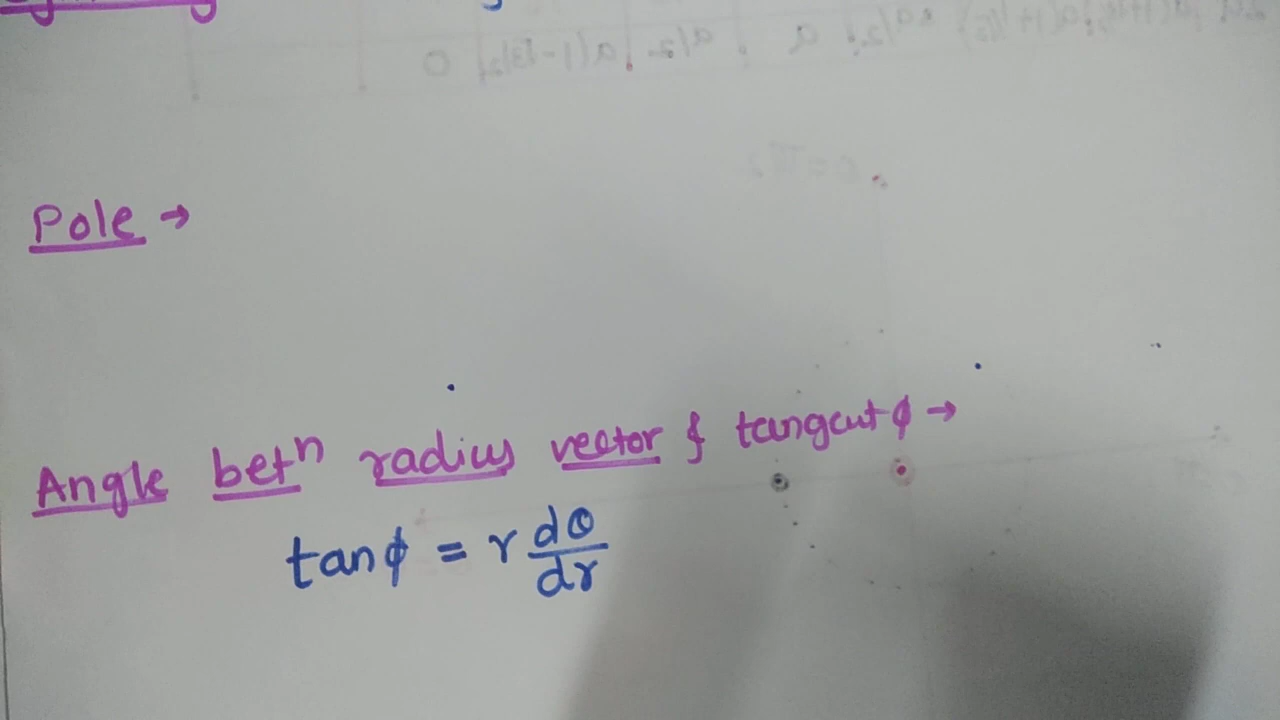 Pole →
Angle betⁿ radius vector & tangent ϕ →
tanϕ = r dθ/dr